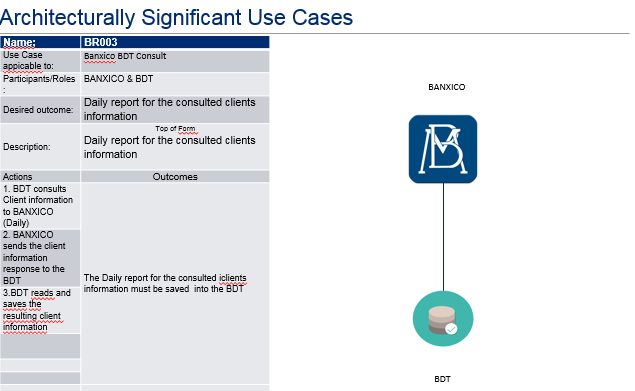 Architecturally Significant Use Cases
Name:
BR003
Use Case
appicable to:
Banxico BDT Consult
Participants/Roles
:
BANXICO & BDT
Desired outcome:
Daily report for the consulted clients
information
Description:
Top of Form
Daily report for the consulted clients
information
Actions
Outcomes
1. BDT consults
Client information
to BANXICO
(Daily)
2. BANXICO
sends the client
information
response to the
BDT
3.BDT reads and
saves the
resulting client
information
The Daily report for the consulted iclients
information must be saved  into the BDT
BANXICO
BM
BDT